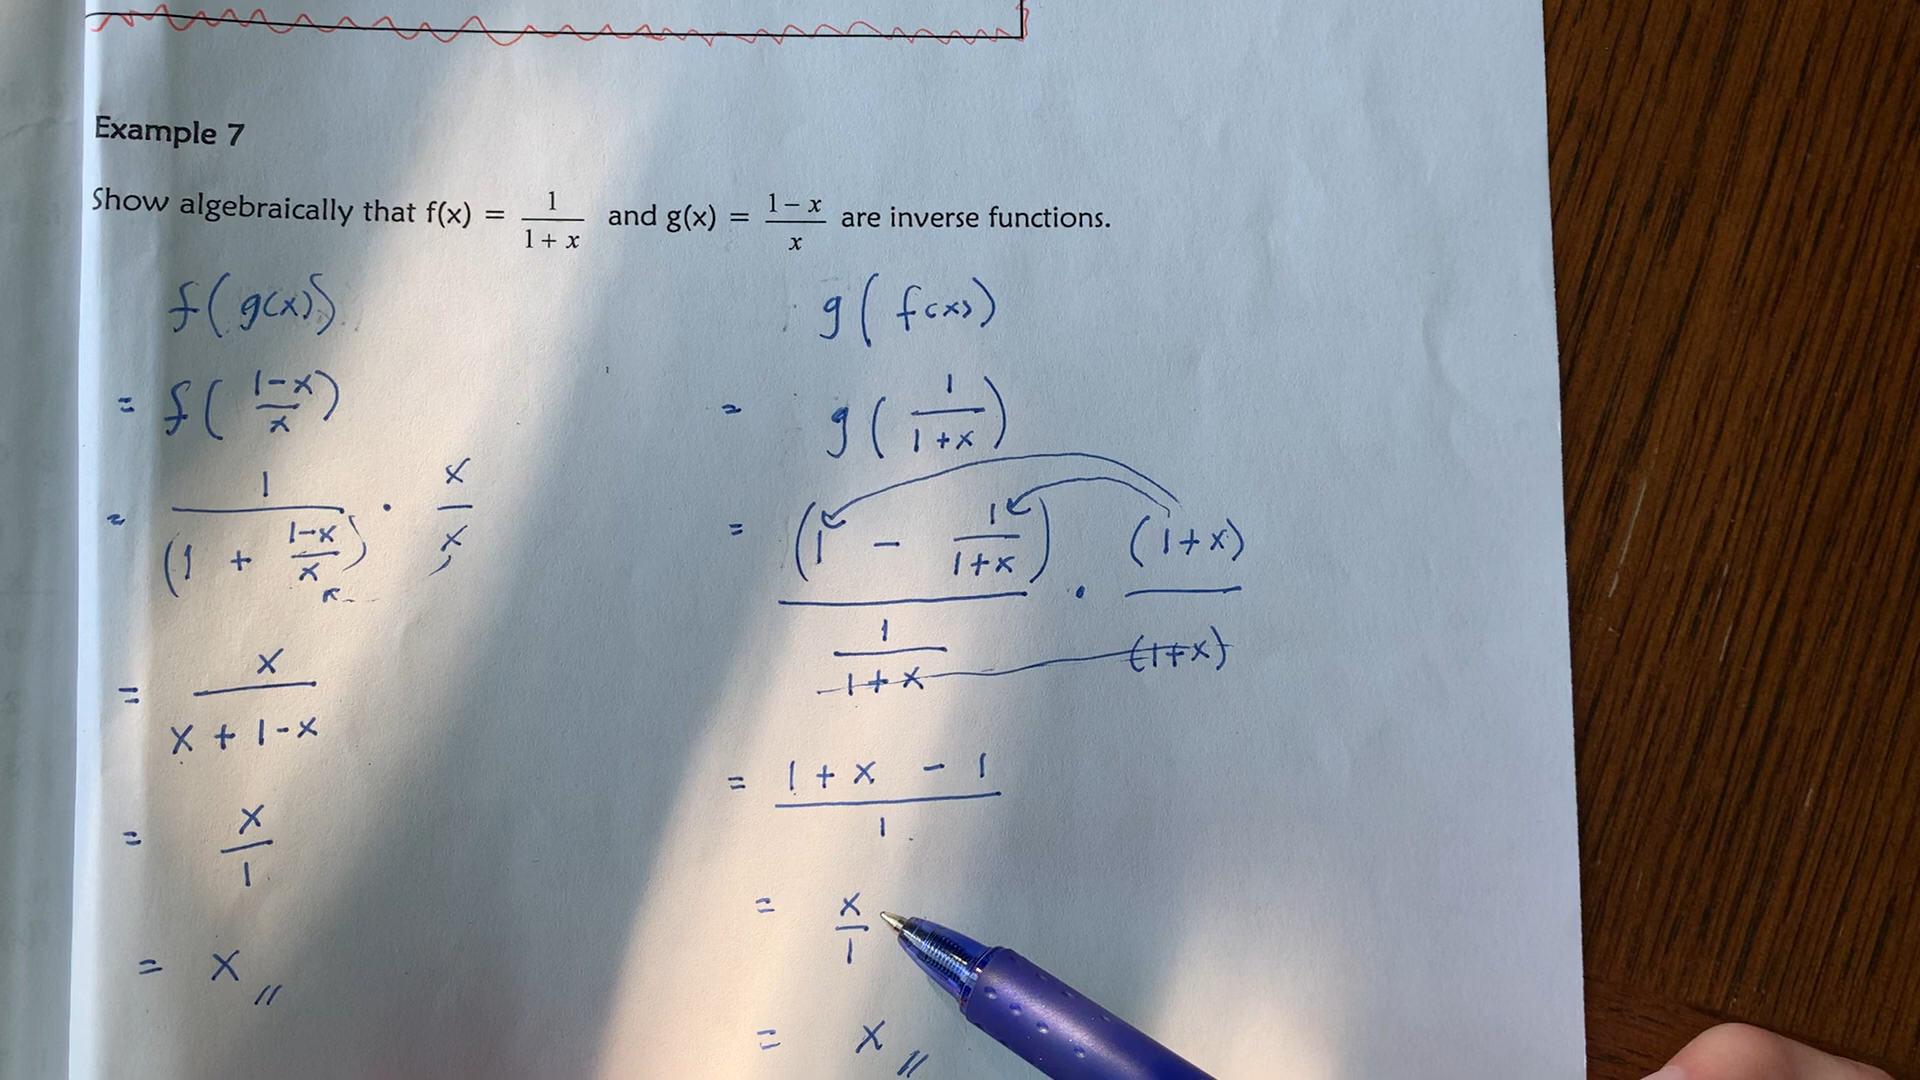 Example 7
Show algebraically that f(x) = 1/(1 + x) and g(x) = (1 − x)/x are inverse functions.
f(g(x))
= f((1-x)/x)
= 1/(1 + (1-x)/x) · x/x
= x/(x + 1-x)
= x/1
= x
g(f(x))
= g(1/(1+x))
= (1 - 1/(1+x))/(1/(1+x)) · (1+x)/(1+x)
= (1+x - 1)/1
= x/1
= x